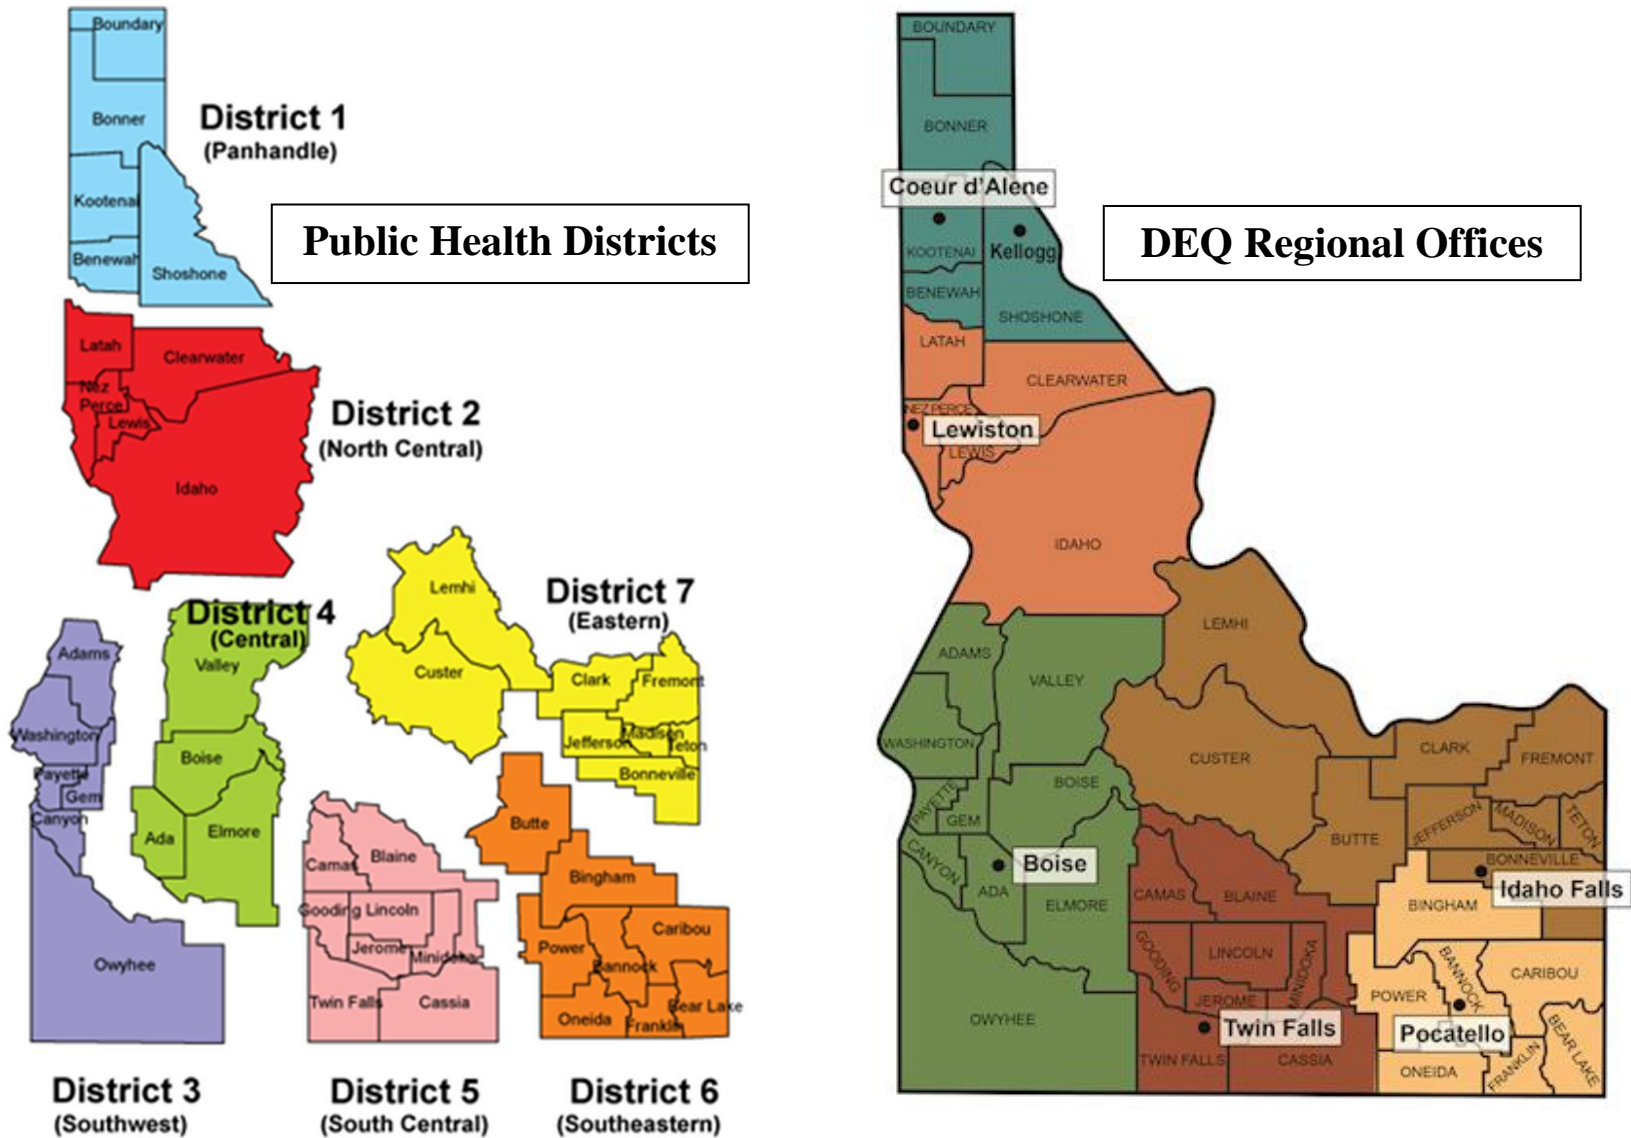 Boundary
Bonner
Kootenai
Benewah
Shoshone
District 1
(Panhandle)
Public Health Districts
Latah
Clearwater
Nez
Perce
Lewis
Idaho
District 2
(North Central)
District 4
(Central)
Valley
Boise
Ada
Elmore
Adams
Washington
Payette
Gem
Canyon
Owyhee
District 3
(Southwest)
Lemhi
Custer
District 7
(Eastern)
Clark
Fremont
Jefferson
Madison
Teton
Bonneville
Camas
Blaine
Gooding
Lincoln
Jerome
Minidoka
Twin Falls
Cassia
District 5
(South Central)
Butte
Bingham
Power
Bannock
Caribou
Oneida
Franklin
Bear Lake
District 6
(Southeastern)
DEQ Regional Offices
BOUNDARY
BONNER
Coeur d'Alene
KOOTENAI
Kellogg
BENEWAH
SHOSHONE
LATAH
CLEARWATER
NEZ PERCE
Lewiston
LEWIS
IDAHO
ADAMS
VALLEY
WASHINGTON
PAYETTE
GEM
BOISE
CANYON
ADA
Boise
ELMORE
OWYHEE
LEMHI
CUSTER
CLARK
FREMONT
BUTTE
JEFFERSON
MADISON
TETON
BONNEVILLE
Idaho Falls
CAMAS
BLAINE
GOODING
LINCOLN
MINIDOKA
JEROME
Twin Falls
TWIN FALLS
CASSIA
BINGHAM
POWER
BANNOCK
CARIBOU
Pocatello
ONEIDA
FRANKLIN
BEAR LAKE